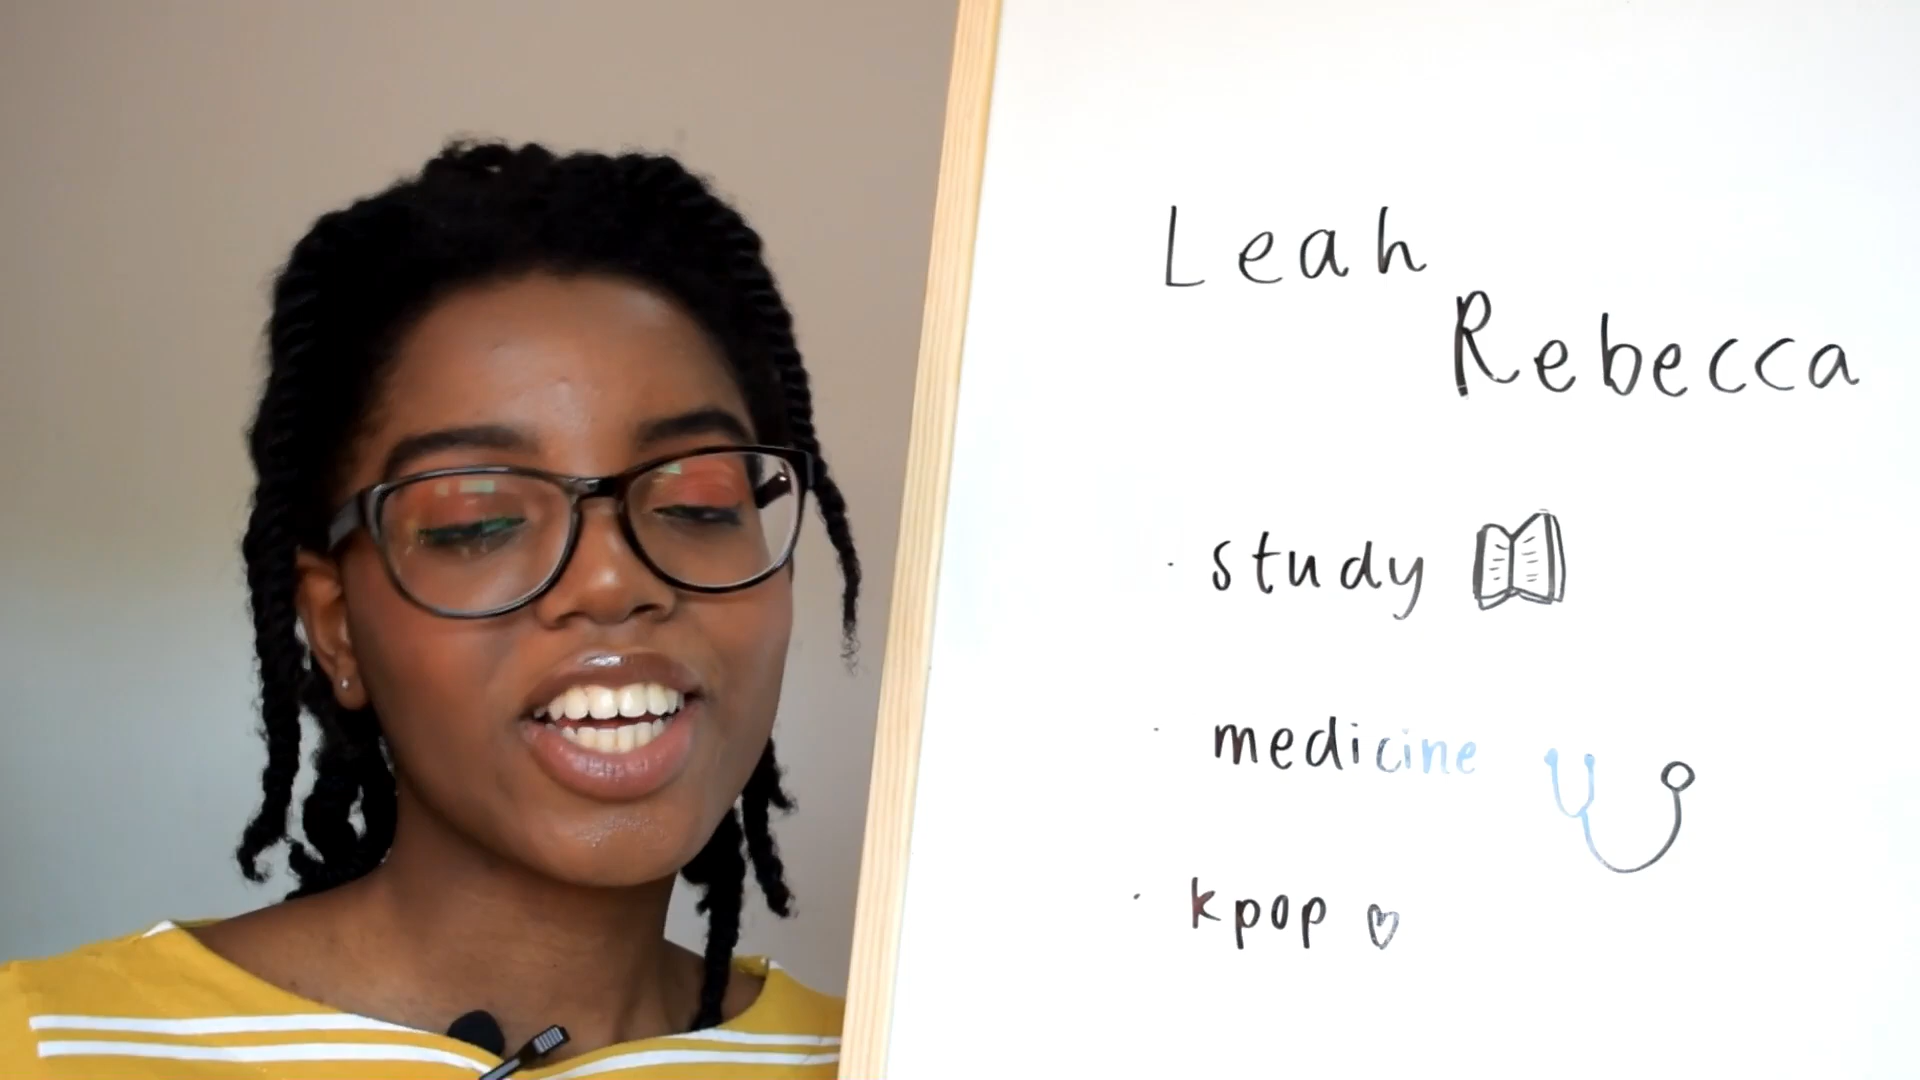 Leah
Rebecca
· study
· medicine
· kpop